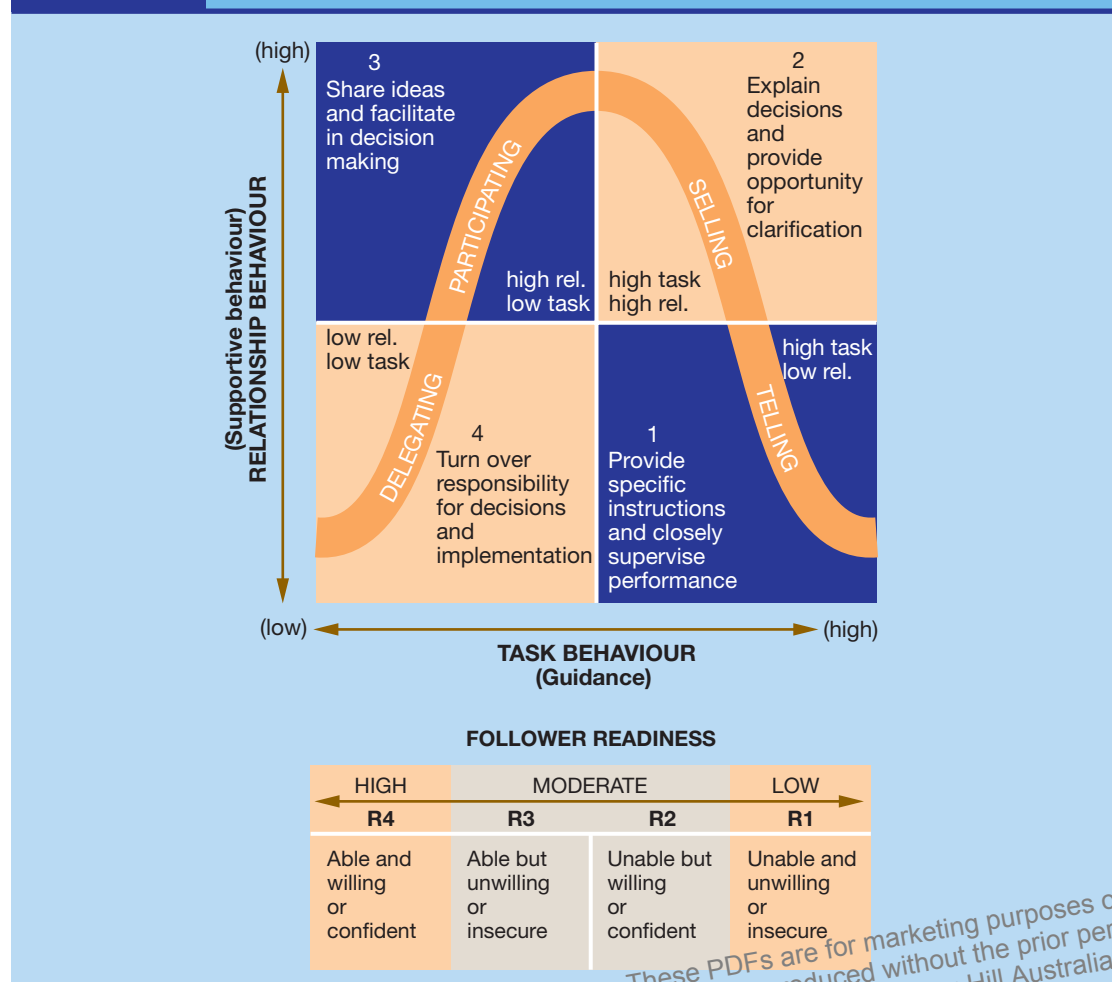 (high)
3
Share ideas
and facilitate
in decision
making
2
Explain
decisions
and
provide
opportunity
for
clarification
PARTICIPATING
SELLING
high rel.
low task
high task
high rel.
(Supportive behaviour)
RELATIONSHIP BEHAVIOUR
low rel.
low task
high task
low rel.
DELEGATING
TELLING
4
Turn over
responsibility
for decisions
and
implementation
1
Provide
specific
instructions
and closely
supervise
performance
(low)
(high)
TASK BEHAVIOUR
(Guidance)
FOLLOWER READINESS
HIGH
MODERATE
LOW
R4
R3
R2
R1
Able and
willing
or
confident
Able but
unwilling
or
insecure
Unable but
willing
or
confident
Unable and
unwilling
or
insecure
These PDFs are for marketing purposes
without the prior
Hill Australia